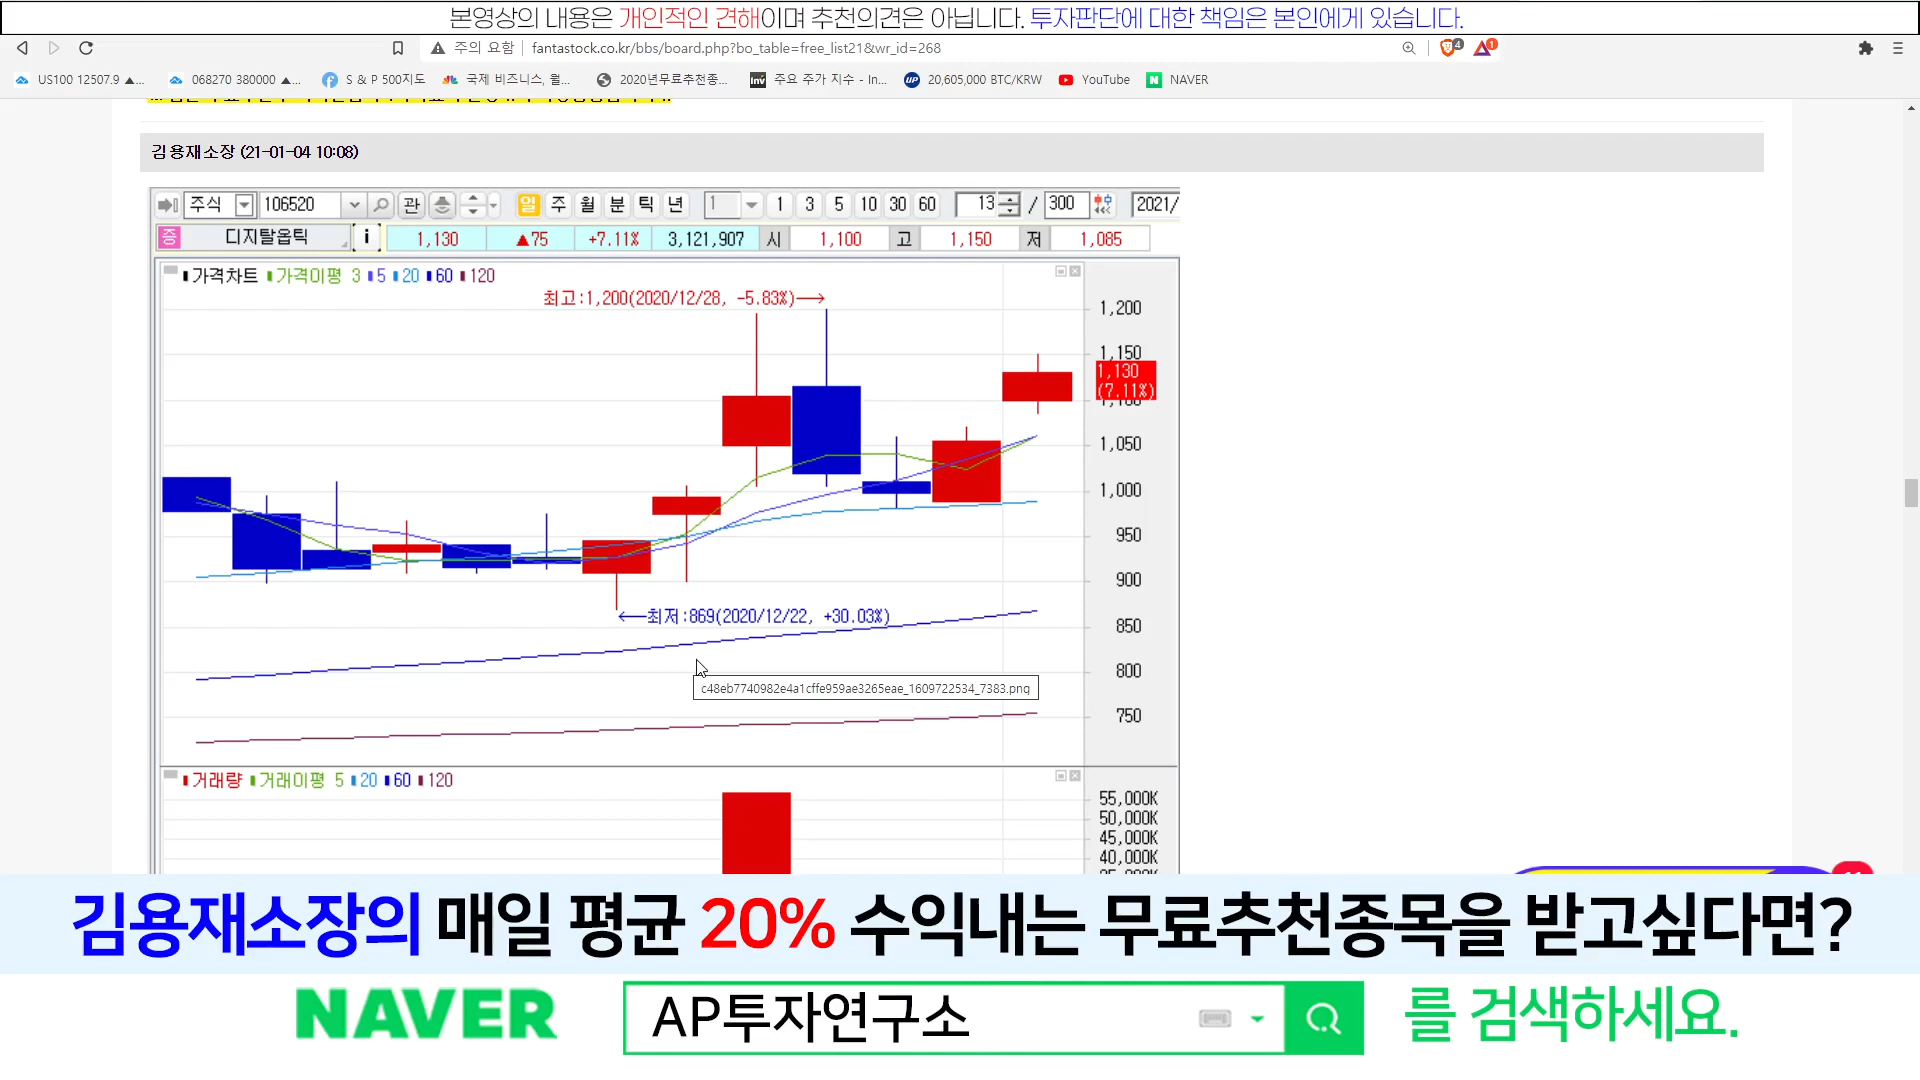 본영상의 내용은 개인적인 견해이며 추천의견은 아닙니다. 투자판단에 대한 책임은 본인에게 있습니다.
주의 요함 fantastock.co.kr/bbs/board.php?bo_table=free_list21&wr_id=268
4 1
US100 12507.9 ▲... 068270 380000 ▲... S & P 500지도 국제 비즈니스, 월... 2020년무료추천종... Inv 주요 주가 지수 - In... UP 20,605,000 BTC/KRW YouTube N NAVER
김용재소장 (21-01-04 10:08)
주식 106520 관 일 주 월 분 틱 년 1 1 3 5 10 30 60 13 / 300 2021/
증 디지탈옵틱 i 1,130 ▲75 +7.11% 3,121,907 시 1,100 고 1,150 저 1,085
가격차트 가격이평 3 5 20 60 120
최고:1,200(2020/12/28, -5.83%)→
1,200
1,150
1,130
(7.11%)
1,100
1,050
1,000
950
900
←최저:869(2020/12/22, +30.03%)
850
800
c48eb7740982e4a1cffe959ae3265eae_1609722534_7383.png
750
거래량 거래이평 5 20 60 120
55,000K
50,000K
45,000K
40,000K
김용재소장의 매일 평균 20% 수익내는 무료추천종목을 받고싶다면?
NAVER AP투자연구소 를 검색하세요.